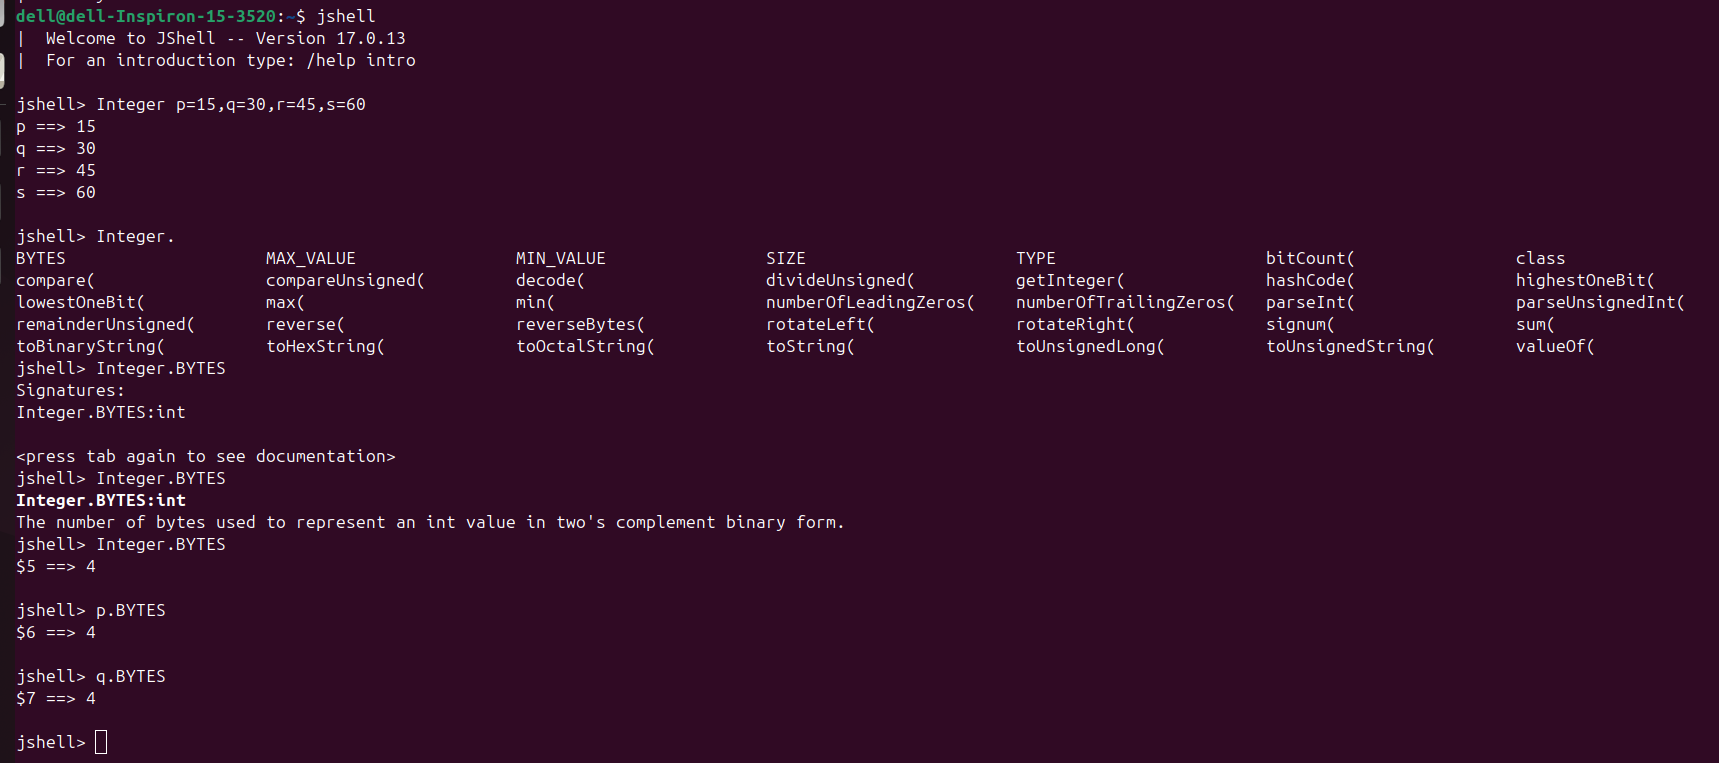 dell@dell-Inspiron-15-3520:~$ jshell
|  Welcome to JShell -- Version 17.0.13
|  For an introduction type: /help intro
jshell> Integer p=15,q=30,r=45,s=60
p ==> 15
q ==> 30
r ==> 45
s ==> 60
jshell> Integer.
BYTES MAX_VALUE MIN_VALUE SIZE TYPE bitCount( class
compare( compareUnsigned( decode( divideUnsigned( getInteger( hashCode( highestOneBit(
lowestOneBit( max( min( numberOfLeadingZeros( numberOfTrailingZeros( parseInt( parseUnsignedInt(
remainderUnsigned( reverse( reverseBytes( rotateLeft( rotateRight( signum( sum(
toBinaryString( toHexString( toOctalString( toString( toUnsignedLong( toUnsignedString( valueOf(
jshell> Integer.BYTES
Signatures:
Integer.BYTES:int
<press tab again to see documentation>
jshell> Integer.BYTES
Integer.BYTES:int
The number of bytes used to represent an int value in two's complement binary form.
jshell> Integer.BYTES
$5 ==> 4
jshell> p.BYTES
$6 ==> 4
jshell> q.BYTES
$7 ==> 4
jshell>